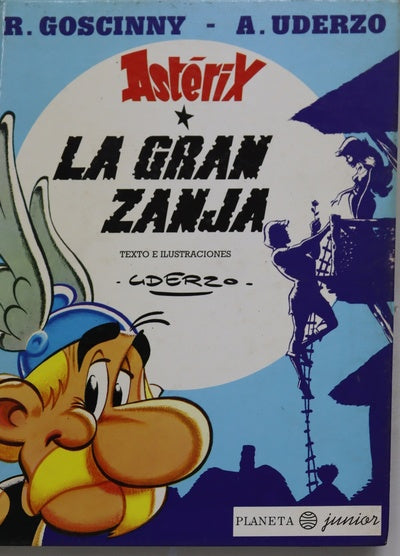 R. GOSCINNY - A. UDERZO
Astérix
LA GRAN
ZANJA
TEXTO E ILUSTRACIONES
UDERZO
PLANETA junior